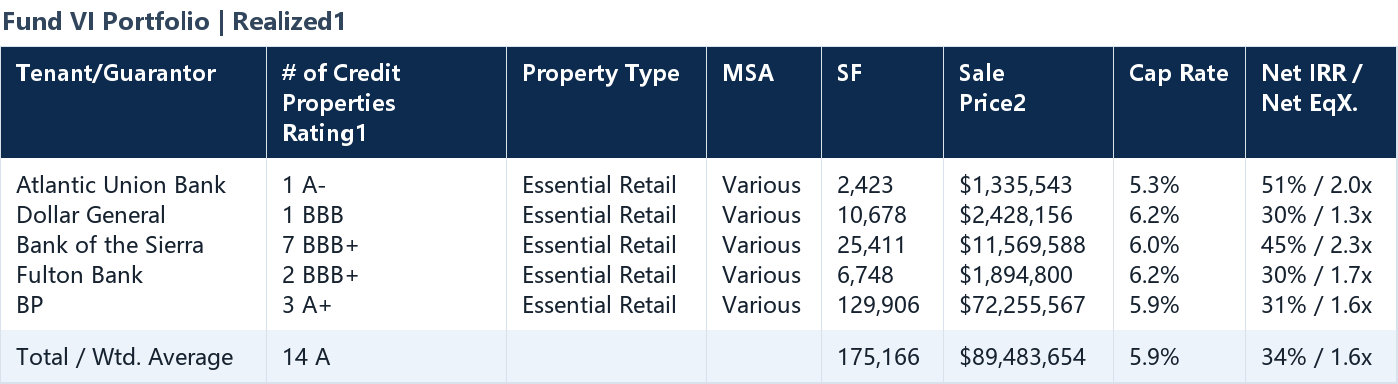 Fund VI Portfolio | Realized1
Tenant/Guarantor # of Credit Properties Rating1 Property Type MSA SF Sale Price2 Cap Rate Net IRR / Net EqX.
Atlantic Union Bank 1 A- Essential Retail Various 2,423 $1,335,543 5.3% 51% / 2.0x
Dollar General 1 BBB Essential Retail Various 10,678 $2,428,156 6.2% 30% / 1.3x
Bank of the Sierra 7 BBB+ Essential Retail Various 25,411 $11,569,588 6.0% 45% / 2.3x
Fulton Bank 2 BBB+ Essential Retail Various 6,748 $1,894,800 6.2% 30% / 1.7x
BP 3 A+ Essential Retail Various 129,906 $72,255,567 5.9% 31% / 1.6x
Total / Wtd. Average 14 A 175,166 $89,483,654 5.9% 34% / 1.6x